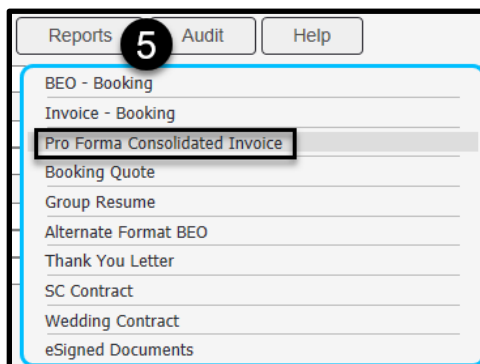 Reports 5 Audit Help
BEO - Booking
Invoice - Booking
Pro Forma Consolidated Invoice
Booking Quote
Group Resume
Alternate Format BEO
Thank You Letter
SC Contract
Wedding Contract
eSigned Documents